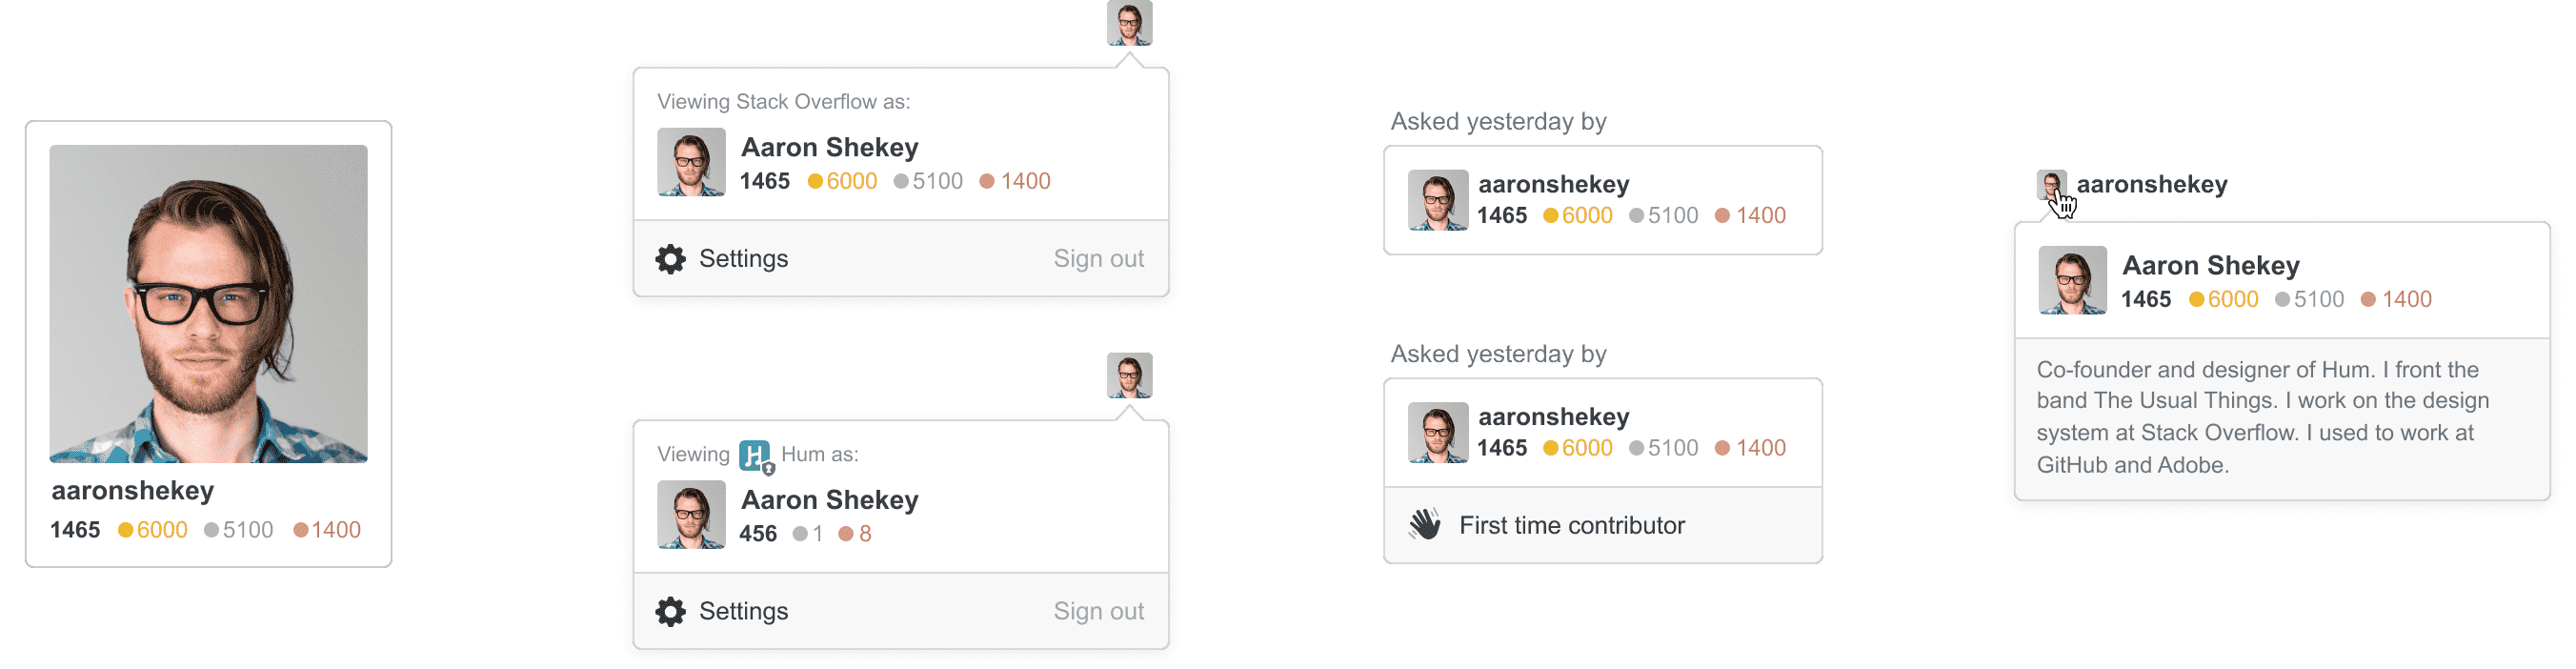 aaronshekey
1465 6000 5100 1400
Viewing Stack Overflow as:
Aaron Shekey
1465 6000 5100 1400
Settings Sign out
Viewing H Hum as:
Aaron Shekey
456 1 8
Settings Sign out
Asked yesterday by
aaronshekey
1465 6000 5100 1400
Asked yesterday by
aaronshekey
1465 6000 5100 1400
First time contributor
aaronshekey
Aaron Shekey
1465 6000 5100 1400
Co-founder and designer of Hum. I front the
band The Usual Things. I work on the design
system at Stack Overflow. I used to work at
GitHub and Adobe.